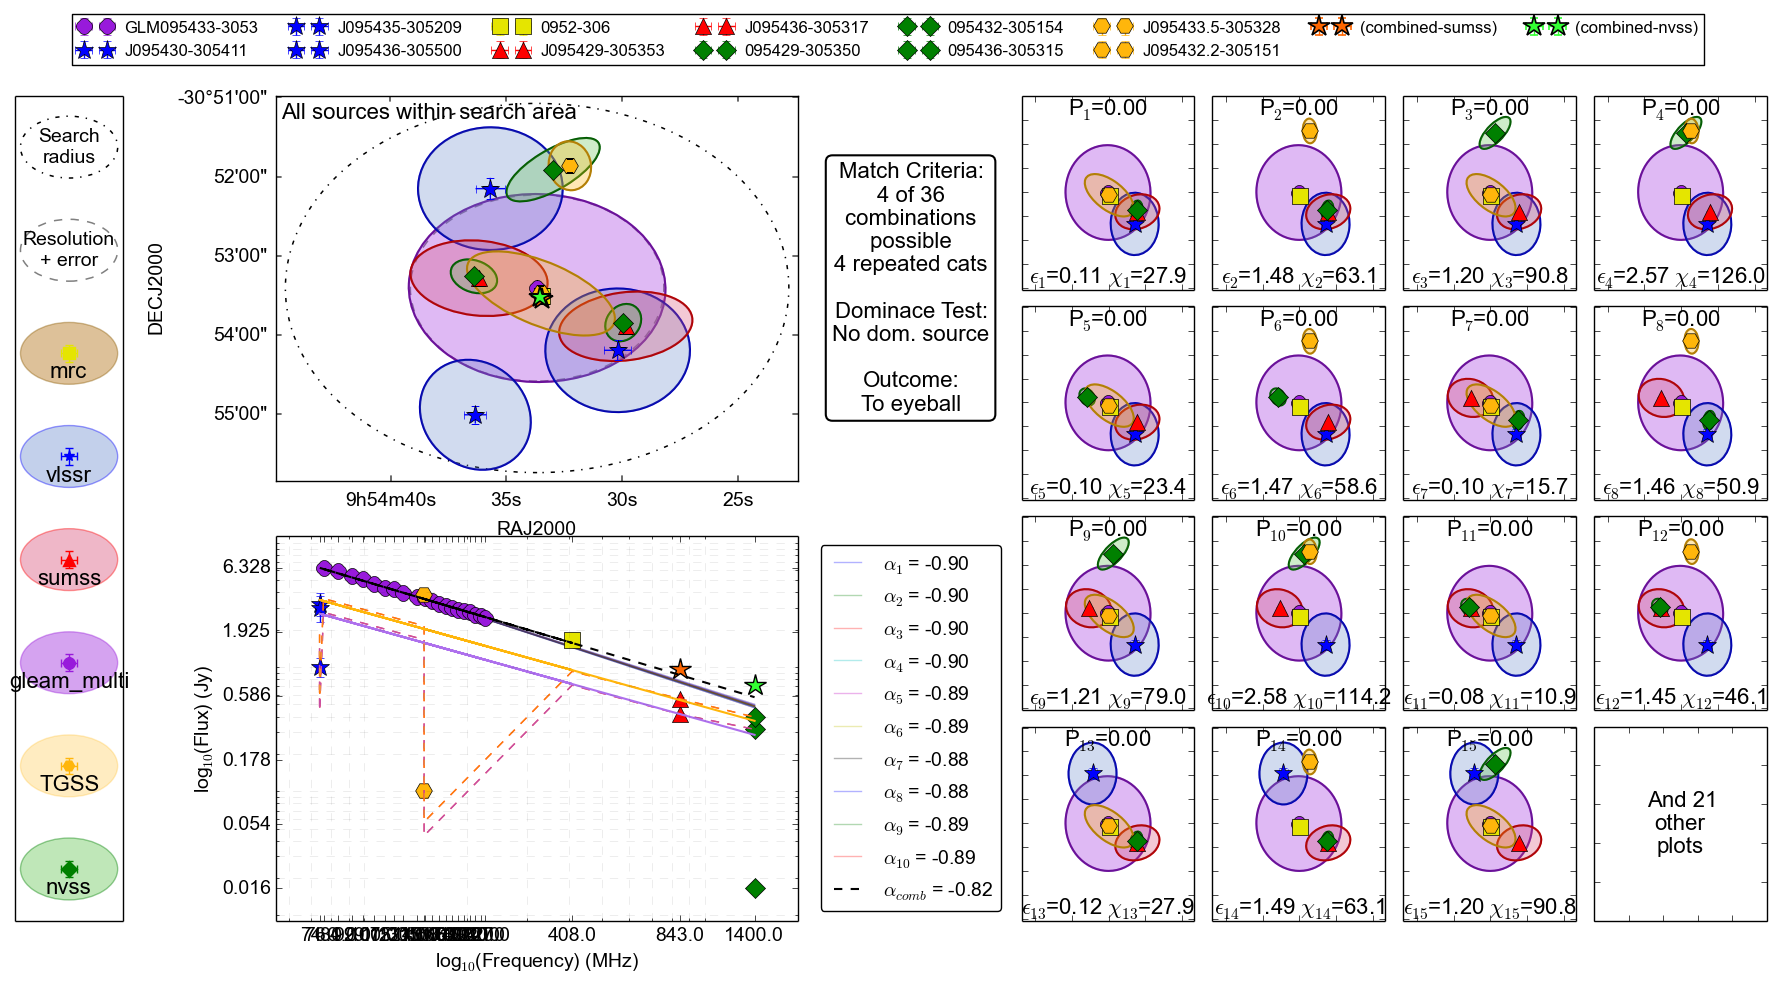 GLM095433-3053
J095435-305209
0952-306
J095436-305317
095432-305154
J095433.5-305328
(combined-sumss)
(combined-nvss)
J095430-305411
J095436-305500
J095429-305353
095429-305350
095436-305315
J095432.2-305151
Search
radius
Resolution
+ error
mrc
vlssr
sumss
gleam_multi
TGSS
nvss
All sources within search area
-30°51'00"
52'00"
53'00"
54'00"
55'00"
DECJ2000
9h54m40s
35s
30s
25s
RAJ2000
Match Criteria:
4 of 36
combinations
possible
4 repeated cats
Dominace Test:
No dom. source
Outcome:
To eyeball
6.328
1.925
0.586
0.178
0.054
0.016
log10(Flux) (Jy)
408.0
843.0
1400.0
log10(Frequency) (MHz)
α1 = -0.90
α2 = -0.90
α3 = -0.90
α4 = -0.90
α5 = -0.89
α6 = -0.89
α7 = -0.88
α8 = -0.88
α9 = -0.89
α10 = -0.89
αcomb = -0.82
P1=0.00
ϵ1=0.11 χ1=27.9
P2=0.00
ϵ2=1.48 χ2=63.1
P3=0.00
ϵ3=1.20 χ3=90.8
P4=0.00
ϵ4=2.57 χ4=126.0
P5=0.00
ϵ5=0.10 χ5=23.4
P6=0.00
ϵ6=1.47 χ6=58.6
P7=0.00
ϵ7=0.10 χ7=15.7
P8=0.00
ϵ8=1.46 χ8=50.9
P9=0.00
ϵ9=1.21 χ9=79.0
P10=0.00
ϵ10=2.58 χ10=114.2
P11=0.00
ϵ11=0.08 χ11=10.9
P12=0.00
ϵ12=1.45 χ12=46.1
P13=0.00
ϵ13=0.12 χ13=27.9
P14=0.00
ϵ14=1.49 χ14=63.1
P15=0.00
ϵ15=1.20 χ15=90.8
And 21
other
plots